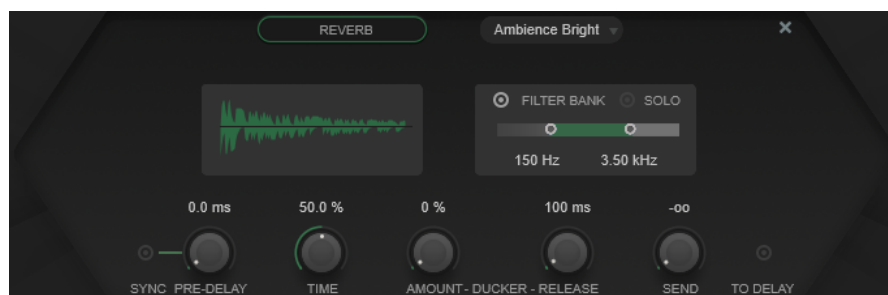 REVERB
Ambience Bright
×
FILTER BANK SOLO
150 Hz 3.50 kHz
0.0 ms 50.0 % 0 % 100 ms -oo
SYNC PRE-DELAY TIME AMOUNT - DUCKER - RELEASE SEND TO DELAY